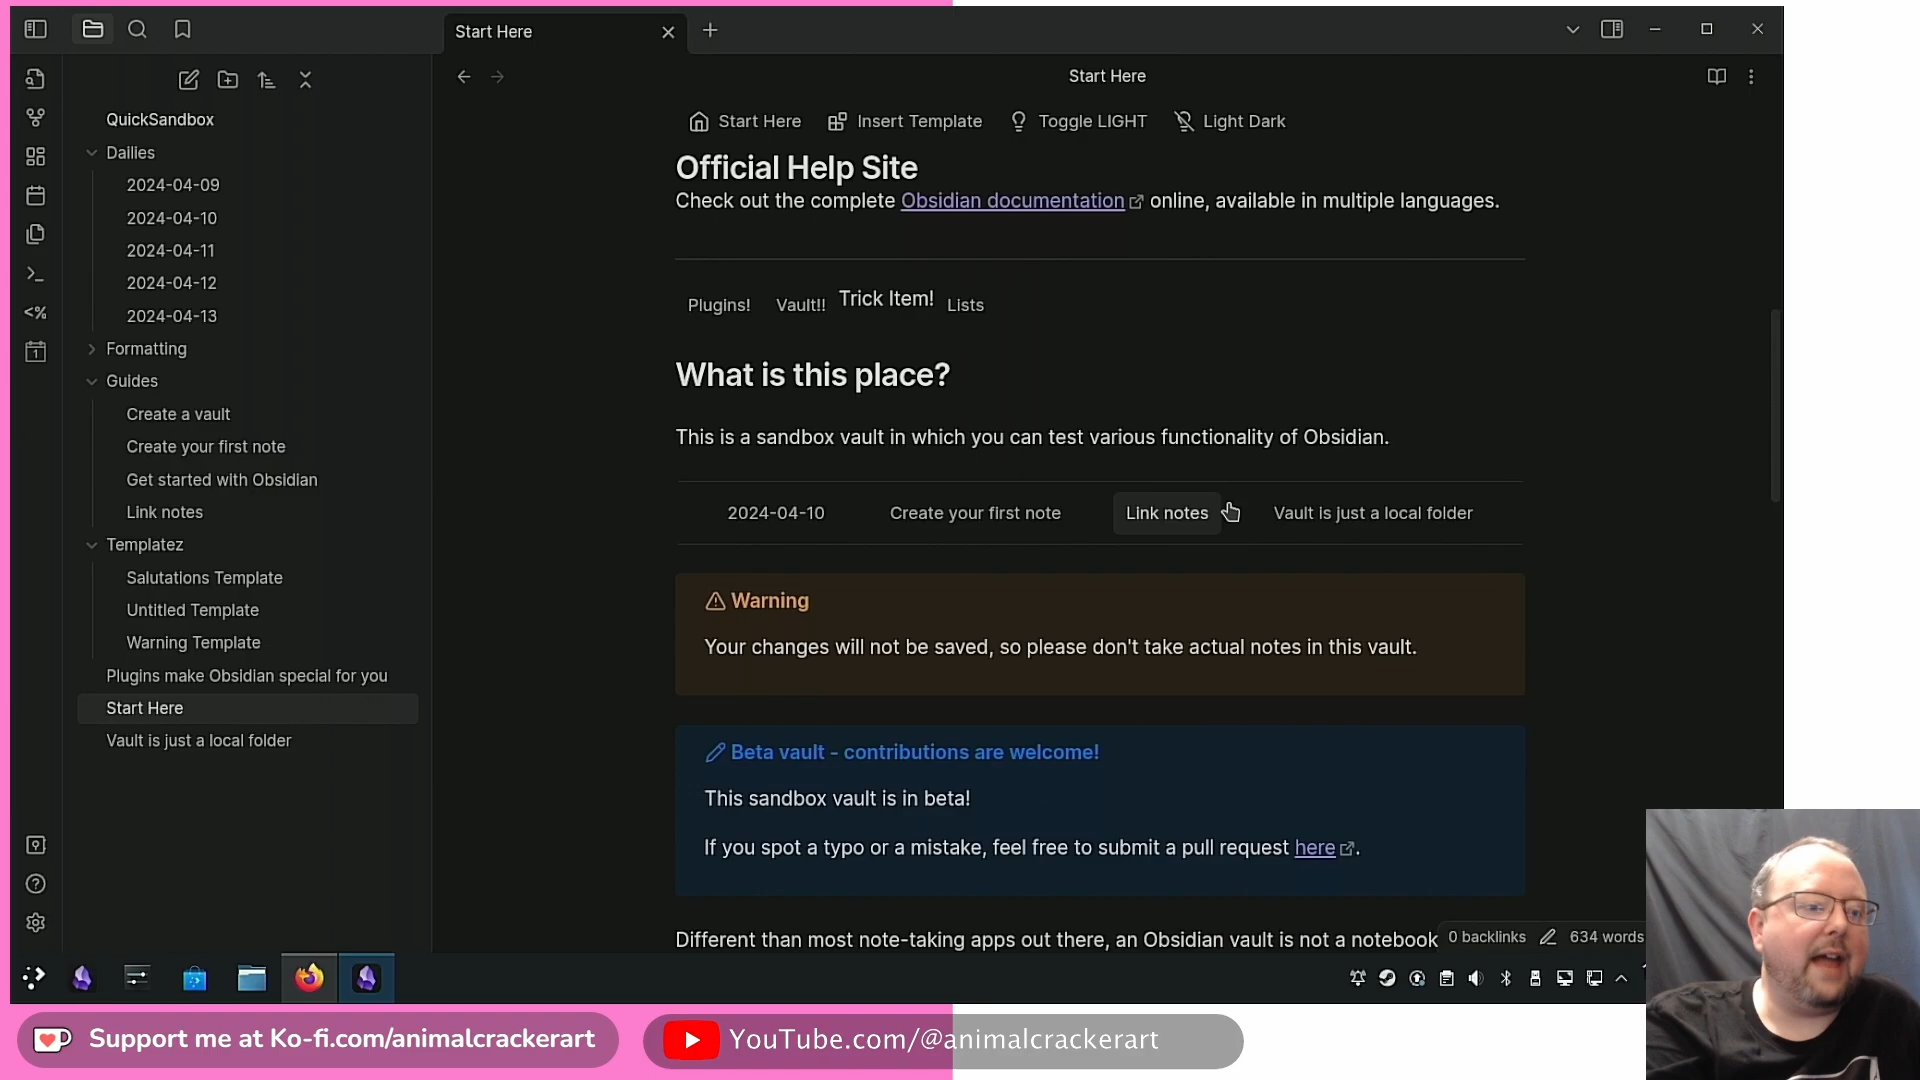 Start Here
Start Here
Start Here Insert Template Toggle LIGHT Light Dark
QuickSandbox
Dailies
2024-04-09
2024-04-10
2024-04-11
2024-04-12
2024-04-13
Formatting
Guides
Create a vault
Create your first note
Get started with Obsidian
Link notes
Templatez
Salutations Template
Untitled Template
Warning Template
Plugins make Obsidian special for you
Start Here
Vault is just a local folder
<%
1
Official Help Site
Check out the complete Obsidian documentation online, available in multiple languages.
Plugins! Vault!! Trick Item! Lists
What is this place?
This is a sandbox vault in which you can test various functionality of Obsidian.
2024-04-10 Create your first note Link notes Vault is just a local folder
Warning
Your changes will not be saved, so please don't take actual notes in this vault.
Beta vault - contributions are welcome!
This sandbox vault is in beta!
If you spot a typo or a mistake, feel free to submit a pull request here.
Different than most note-taking apps out there, an Obsidian vault is not a notebook
0 backlinks 634 words
Support me at Ko-fi.com/animalcrackerart
YouTube.com/@animalcrackerart